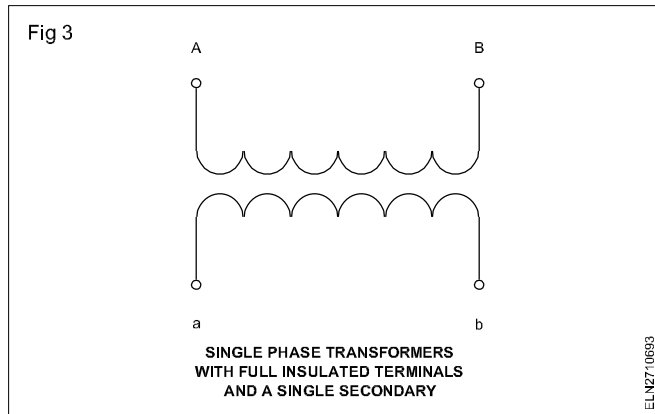 Fig 3
A B
a b
SINGLE PHASE TRANSFORMERS
WITH FULL INSULATED TERMINALS
AND A SINGLE SECONDARY
ELN2710693